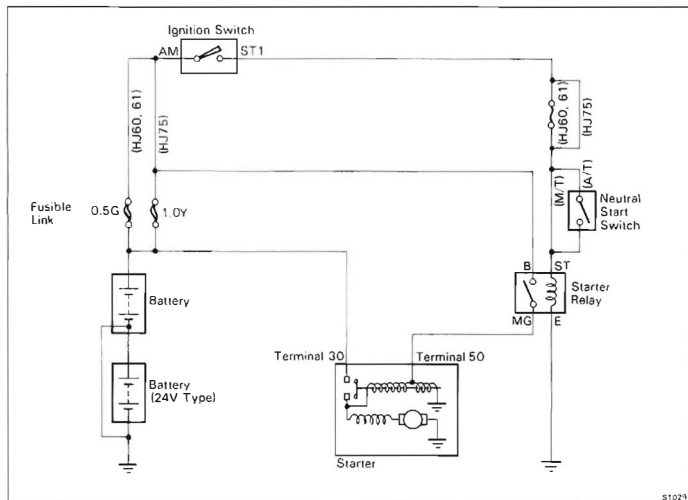 Ignition Switch
AM
ST1
(HJ60, 61)
(HJ75)
(HJ60, 61)
(HJ75)
(M/T)
(A/T)
Fusible
Link
0.5G
1.0Y
Neutral
Start
Switch
B
ST
Starter
Relay
MG
E
Battery
Terminal 30
Terminal 50
Battery
(24V Type)
Starter
ST029